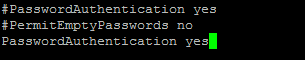 #PasswordAuthentication yes
#PermitEmptyPasswords no
PasswordAuthentication yes